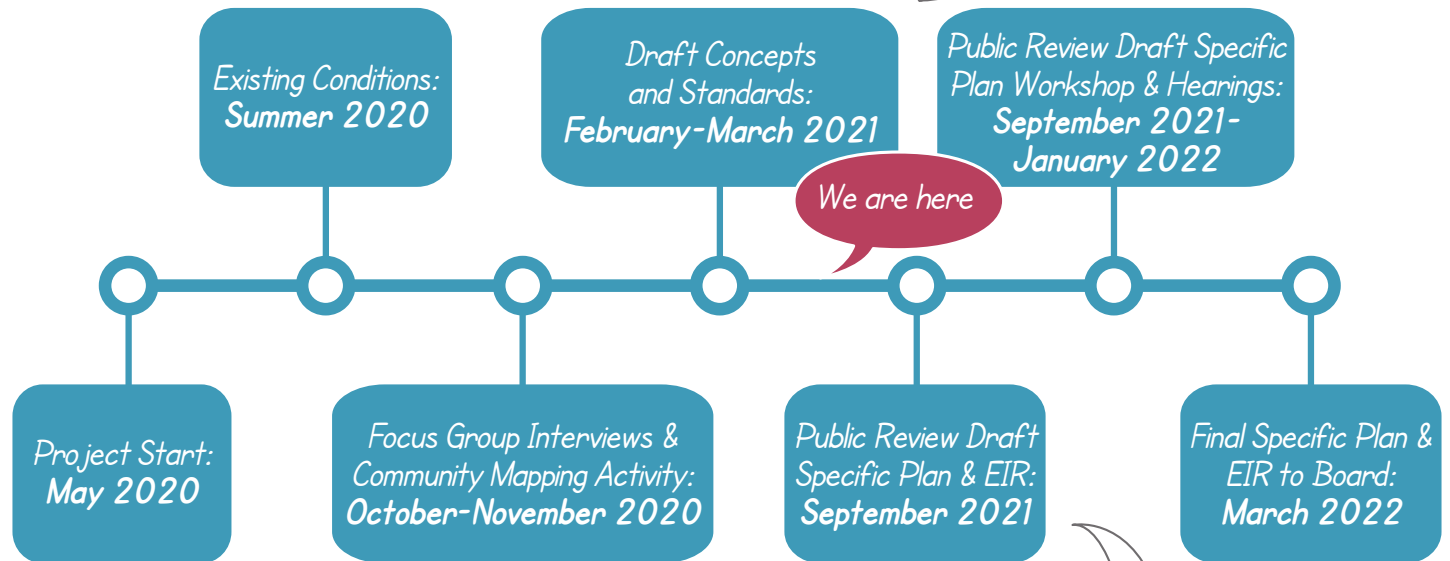 Existing Conditions:
Summer 2020
Draft Concepts
and Standards:
February-March 2021
Public Review Draft Specific
Plan Workshop & Hearings:
September 2021-
January 2022
We are here
Project Start:
May 2020
Focus Group Interviews &
Community Mapping Activity:
October-November 2020
Public Review Draft
Specific Plan & EIR:
September 2021
Final Specific Plan &
EIR to Board:
March 2022